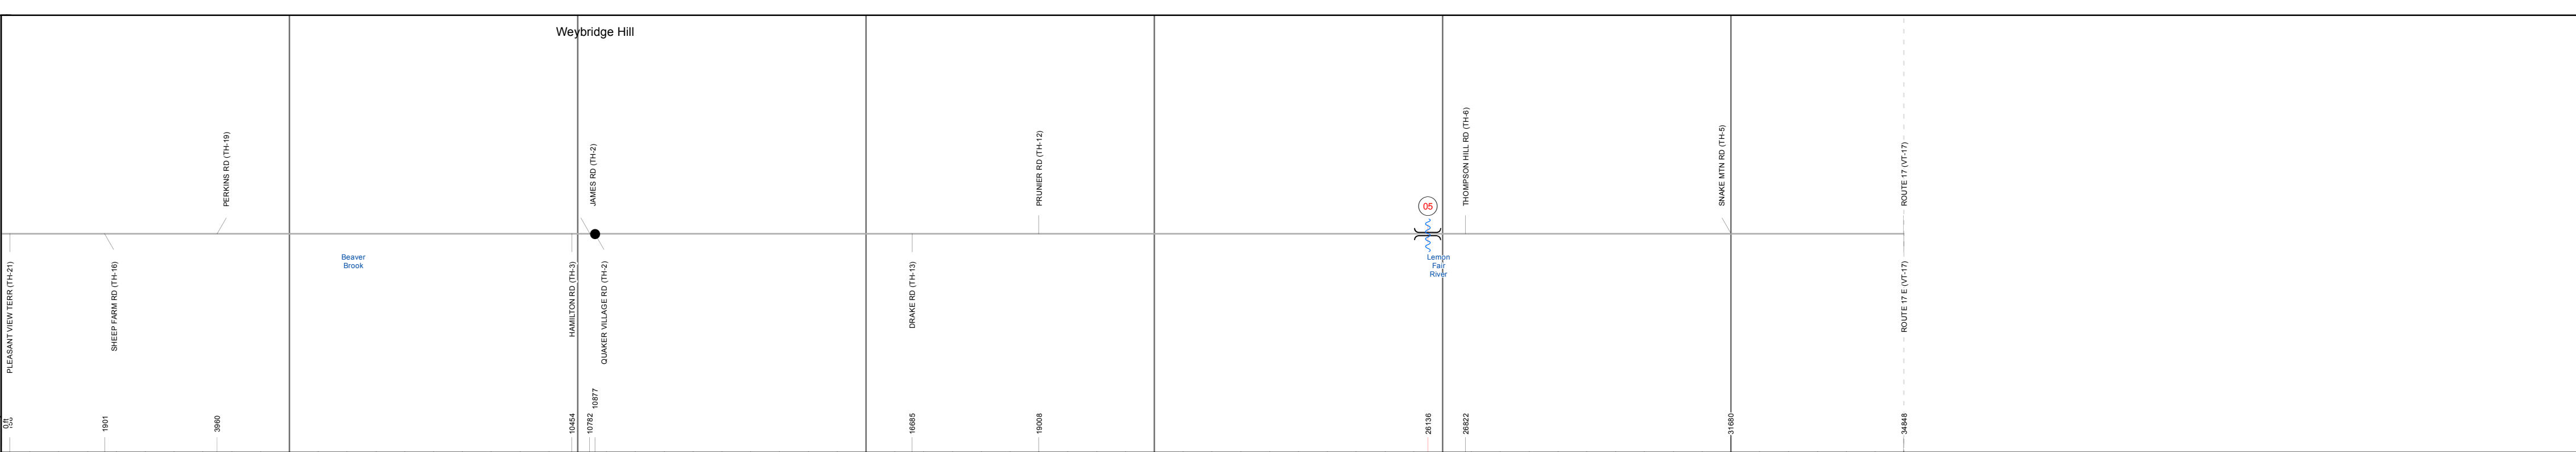 Weybridge Hill
PERKINS RD (TH-19)
JAMES RD (TH-2)
PRUNIER RD (TH-12)
THOMPSON HILL RD (TH-6)
SNAKE MTN RD (TH-5)
ROUTE 17 (VT-17)
05
Beaver
Brook
Lemon
Fair
River
PLEASANT VIEW TERR (TH-21)
SHEEP FARM RD (TH-16)
HAMILTON RD (TH-3)
QUAKER VILLAGE RD (TH-2)
DRAKE RD (TH-13)
ROUTE 17 E (VT-17)
0 ft
1901
3960
10454
10782
10877
16685
19008
26136
26822
31680
34848